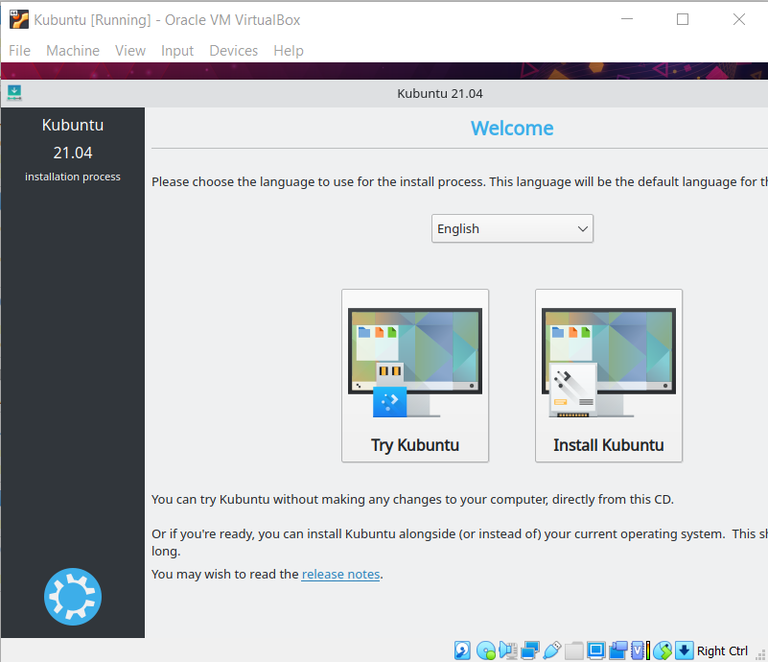 Kubuntu [Running] - Oracle VM VirtualBox
File Machine View Input Devices Help
Kubuntu 21.04
Kubuntu
21.04
installation process
Welcome
Please choose the language to use for the install process. This language will be the default language for
English
Try Kubuntu
Install Kubuntu
You can try Kubuntu without making any changes to your computer, directly from this CD.
Or if you're ready, you can install Kubuntu alongside (or instead of) your current operating system. This
long.
You may wish to read the release notes.
Right Ctrl